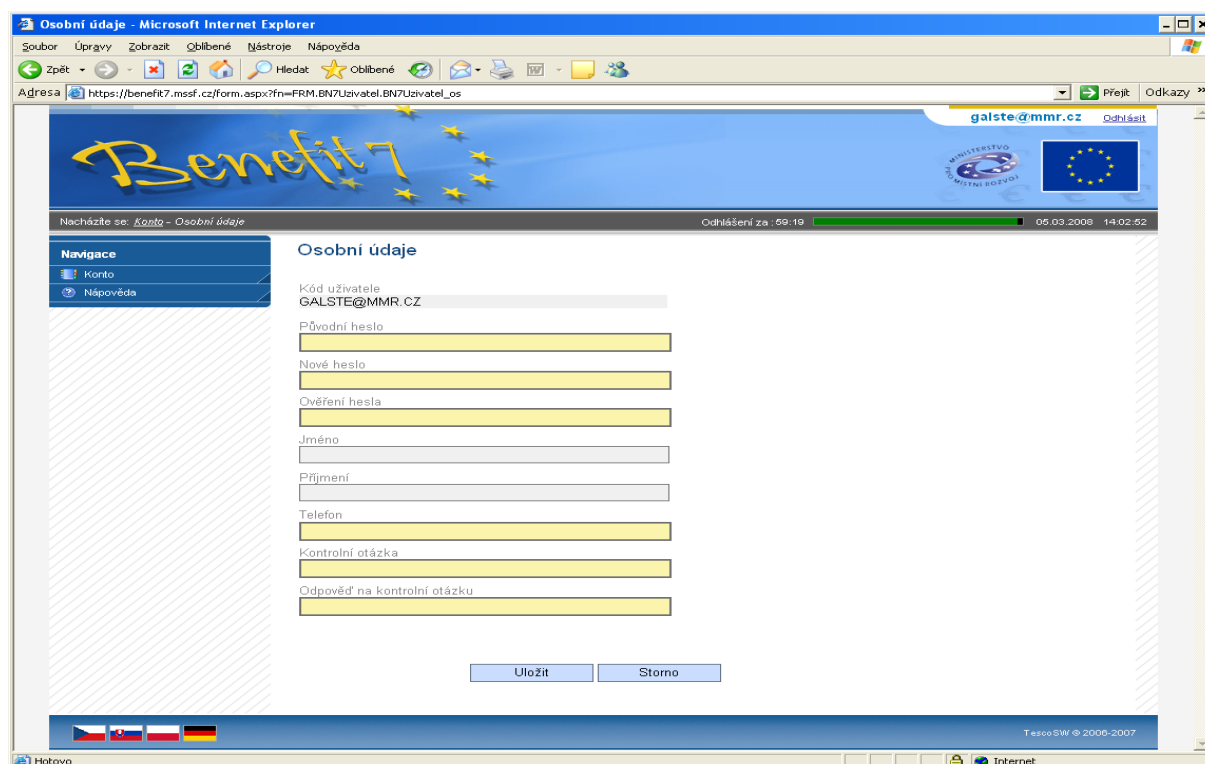 Osobní údaje - Microsoft Internet Explorer
Soubor Úpravy Zobrazit Oblíbené Nástroje Nápověda
Zpět Hledat Oblíbené
Adresa https://benefit7.mssf.cz/form.aspx?fn=FRM.BN7Uzivatel.BN7Uzivatel_os Přejít Odkazy »
galste@mmr.cz Odhlásit
Benefit7
MINISTERSTVO PRO MÍSTNÍ ROZVOJ
Nacházíte se: Konto - Osobní údaje Odhlášení za : 59:19 05.03.2008 14:02:52
Navigace
Konto
Nápověda
Osobní údaje
Kód uživatele
GALSTE@MMR.CZ
Původní heslo
Nové heslo
Ověření hesla
Jméno
Příjmení
Telefon
Kontrolní otázka
Odpověď na kontrolní otázku
Uložit Storno
TescoSW © 2006-2007
Hotovo Internet